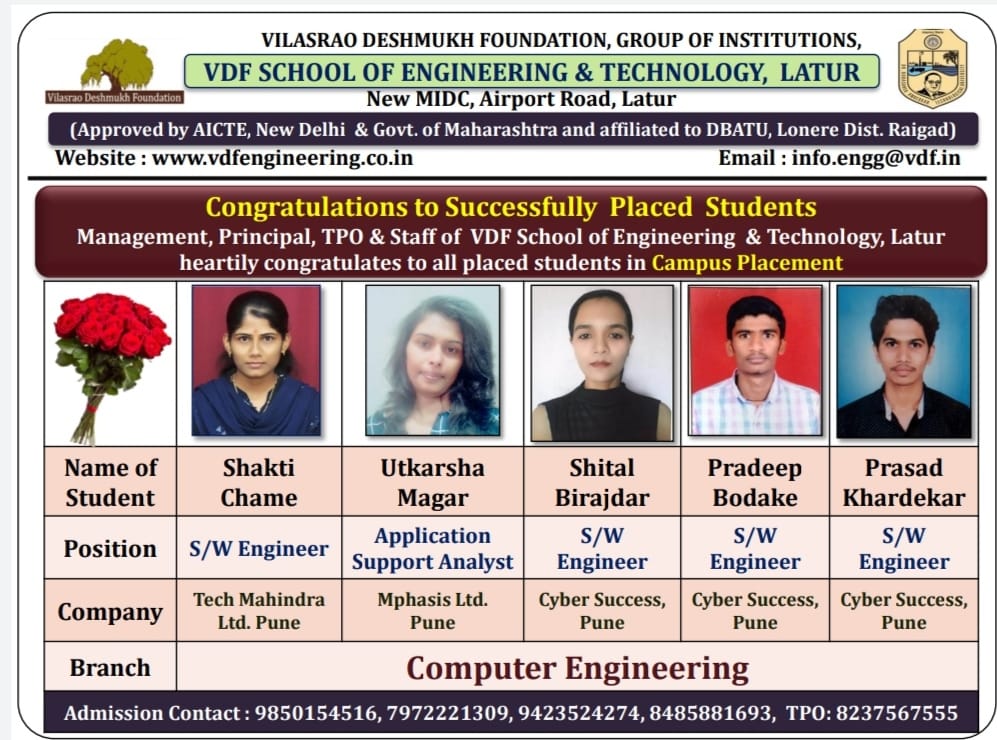 VILASRAO DESHMUKH FOUNDATION, GROUP OF INSTITUTIONS,
VDF SCHOOL OF ENGINEERING & TECHNOLOGY, LATUR
New MIDC, Airport Road, Latur
Vilasrao Deshmukh Foundation
(Approved by AICTE, New Delhi & Govt. of Maharashtra and affiliated to DBATU, Lonere Dist. Raigad)
Website : www.vdfengineering.co.in Email : info.engg@vdf.in
Congratulations to Successfully Placed Students
Management, Principal, TPO & Staff of VDF School of Engineering & Technology, Latur
heartily congratulates to all placed students in Campus Placement
Name of Student Shakti Chame Utkarsha Magar Shital Birajdar Pradeep Bodake Prasad Khardekar
Position S/W Engineer Application Support Analyst S/W Engineer S/W Engineer S/W Engineer
Company Tech Mahindra Ltd. Pune Mphasis Ltd. Pune Cyber Success, Pune Cyber Success, Pune Cyber Success, Pune
Branch Computer Engineering
Admission Contact : 9850154516, 7972221309, 9423524274, 8485881693, TPO: 8237567555